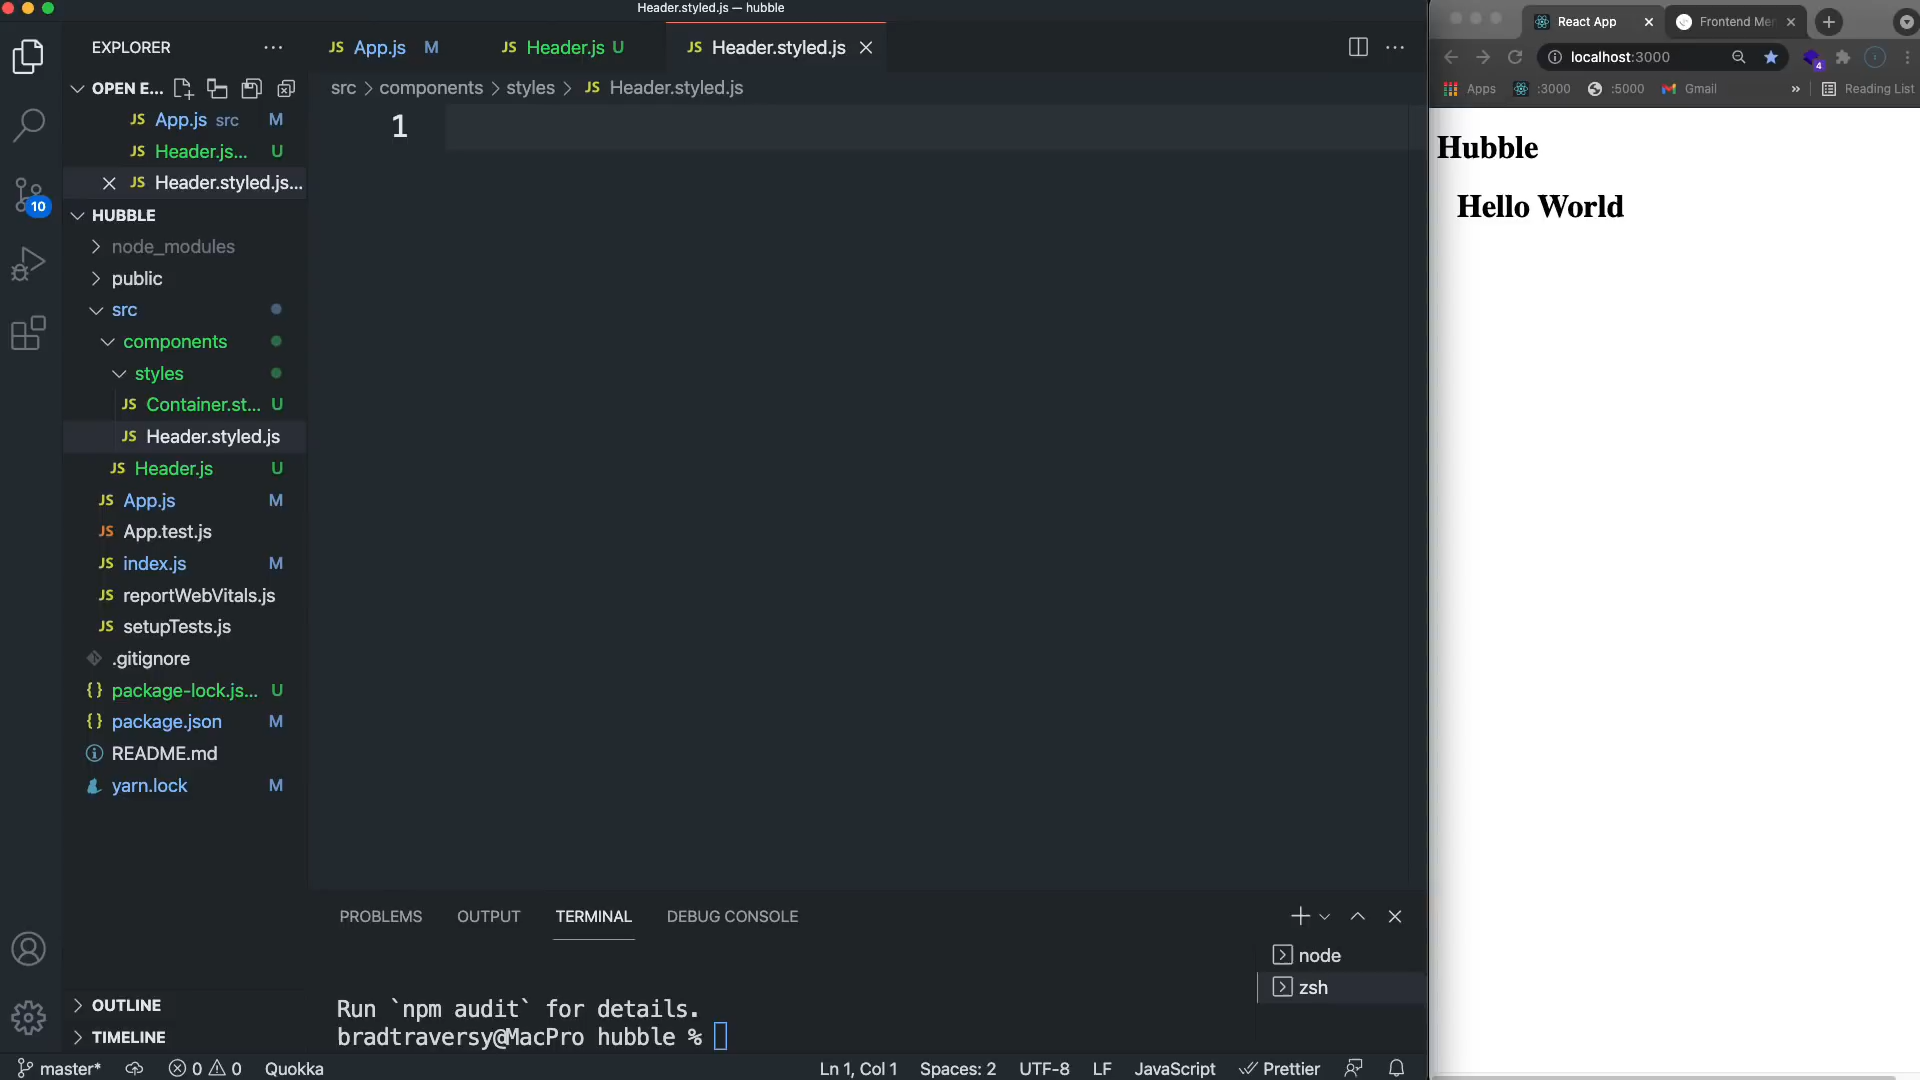 Header.styled.js — hubble
EXPLORER
OPEN E...
JS App.js src M
JS Header.js... U
JS Header.styled.js...
HUBBLE
node_modules
public
src
components
styles
JS Container.st... U
JS Header.styled.js
JS Header.js U
JS App.js M
JS App.test.js
JS index.js M
JS reportWebVitals.js
JS setupTests.js
.gitignore
{} package-lock.js... U
{} package.json M
README.md
yarn.lock M
OUTLINE
TIMELINE
10
JS App.js M
JS Header.js U
JS Header.styled.js
src > components > styles > JS Header.styled.js
1
PROBLEMS OUTPUT TERMINAL DEBUG CONSOLE
node
zsh
Run `npm audit` for details.
bradtraversy@MacPro hubble %
master* 0 0 Quokka
Ln 1, Col 1 Spaces: 2 UTF-8 LF JavaScript Prettier
React App
Frontend Men
localhost:3000
4
Apps :3000 :5000 Gmail » Reading List
Hubble
Hello World